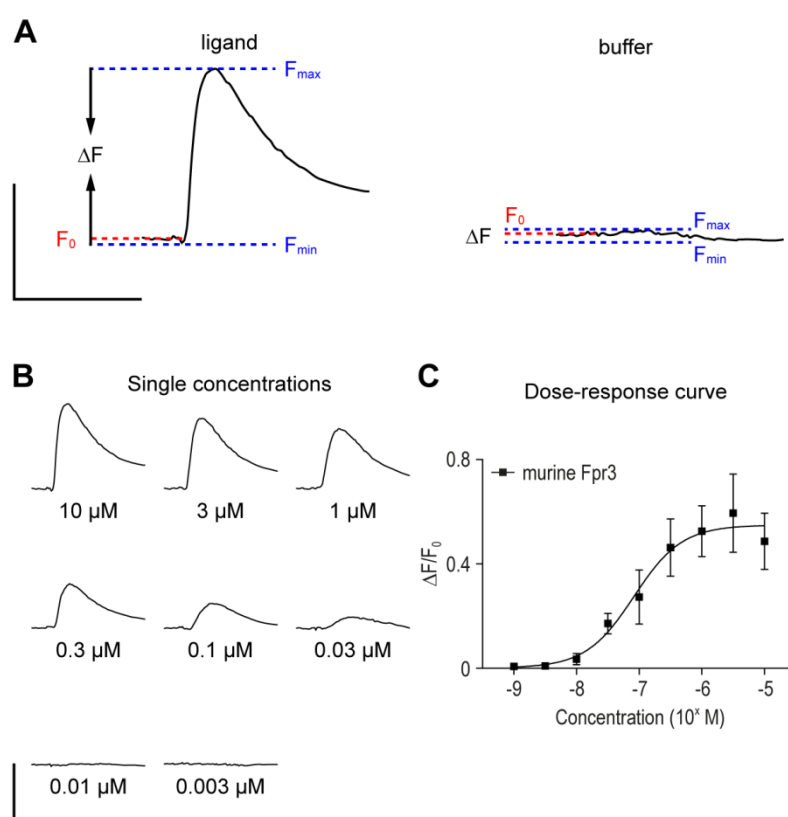 A
ligand
buffer
Fmax
ΔF
F0
Fmin
F0
Fmax
ΔF
Fmin
B
Single concentrations
10 µM
3 µM
1 µM
0.3 µM
0.1 µM
0.03 µM
0.01 µM
0.003 µM
C
Dose-response curve
0.8
murine Fpr3
0.4
ΔF/F0
0
-9
-8
-7
-6
-5
Concentration (10ˣ M)